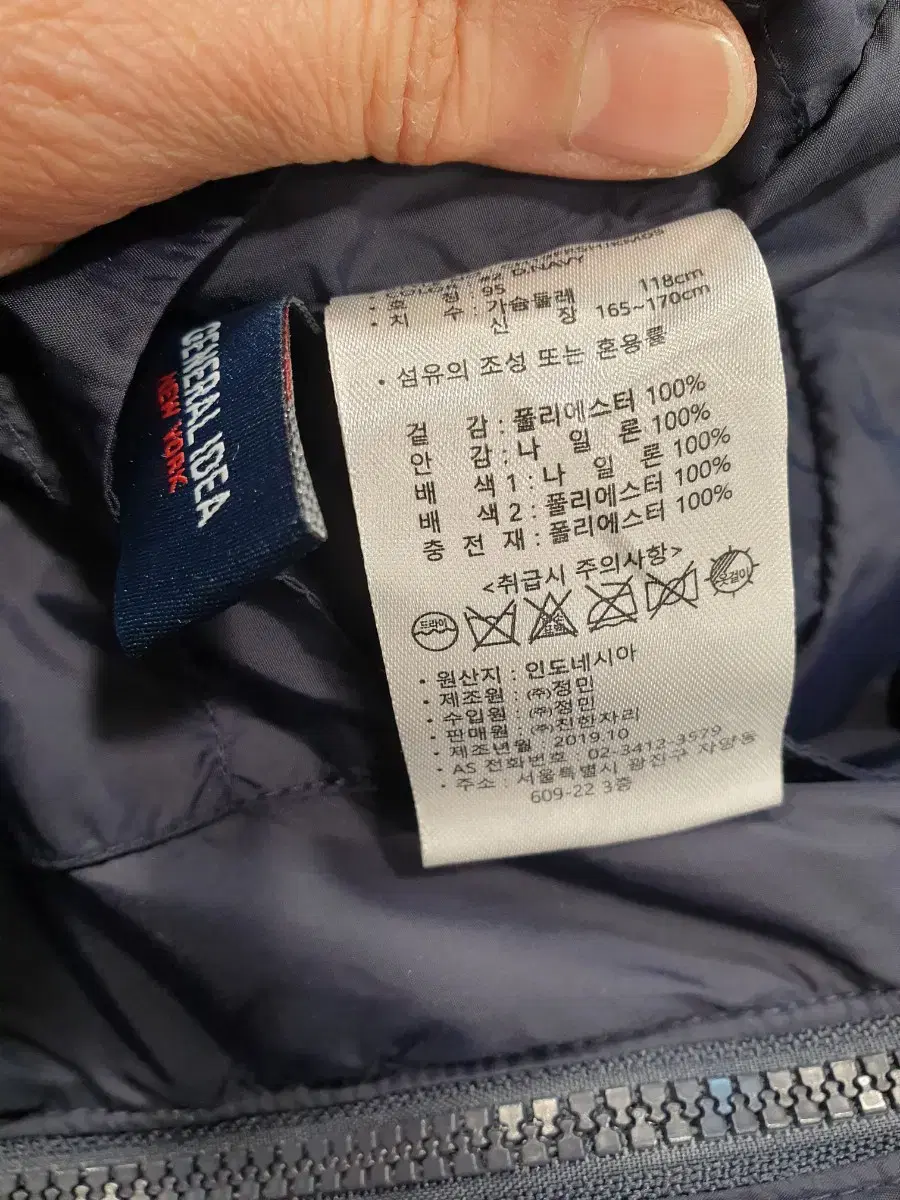 GENERAL IDEA
NEW YORK.
D.NAVY
• 호 칭 : 95
• 치 수 : 가슴둘레 118cm
신 장 165~170cm
• 섬유의 조성 또는 혼용률
겉 감 : 폴리에스터 100%
안 감 : 나 일 론 100%
배 색 1 : 나 일 론 100%
배 색 2 : 폴리에스터 100%
충 전 재 : 폴리에스터 100%
<취급시 주의사항>
드라이
옷걸이
• 원산지 : 인도네시아
• 제조원 : ㈜정민
• 수입원 : ㈜정민
• 판매원 : ㈜친한자리
• 제조년월 2019.10
• AS 전화번호 02-3412-3579
• 주소 : 서울특별시 광진구 자양동
609-22 3층